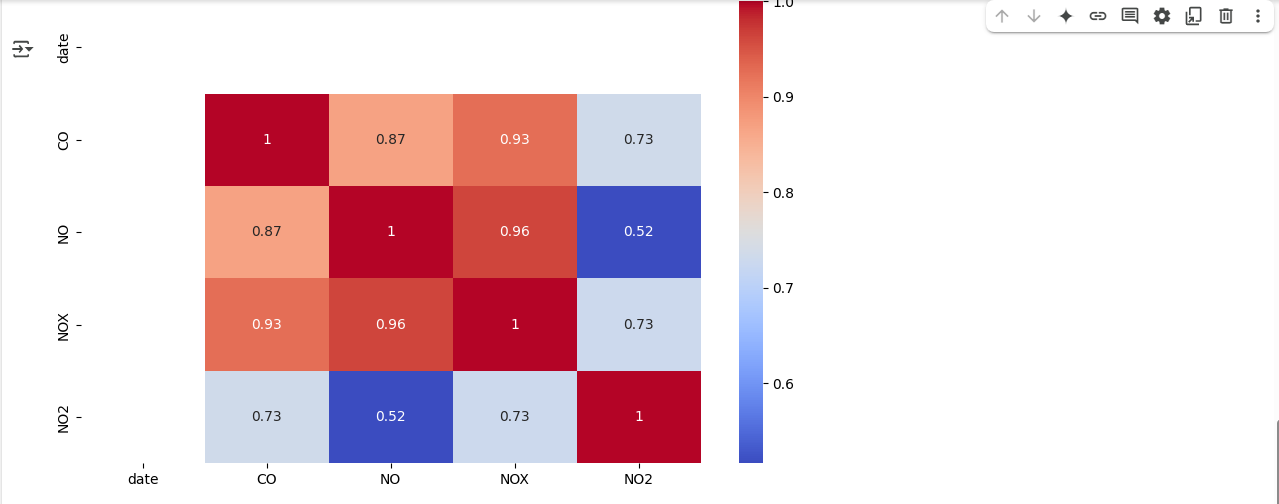 1.0
date
0.9
CO
1 0.87 0.93 0.73
0.8
NO
0.87 1 0.96 0.52
0.7
NOX
0.93 0.96 1 0.73
0.6
NO2
0.73 0.52 0.73 1
date CO NO NOX NO2